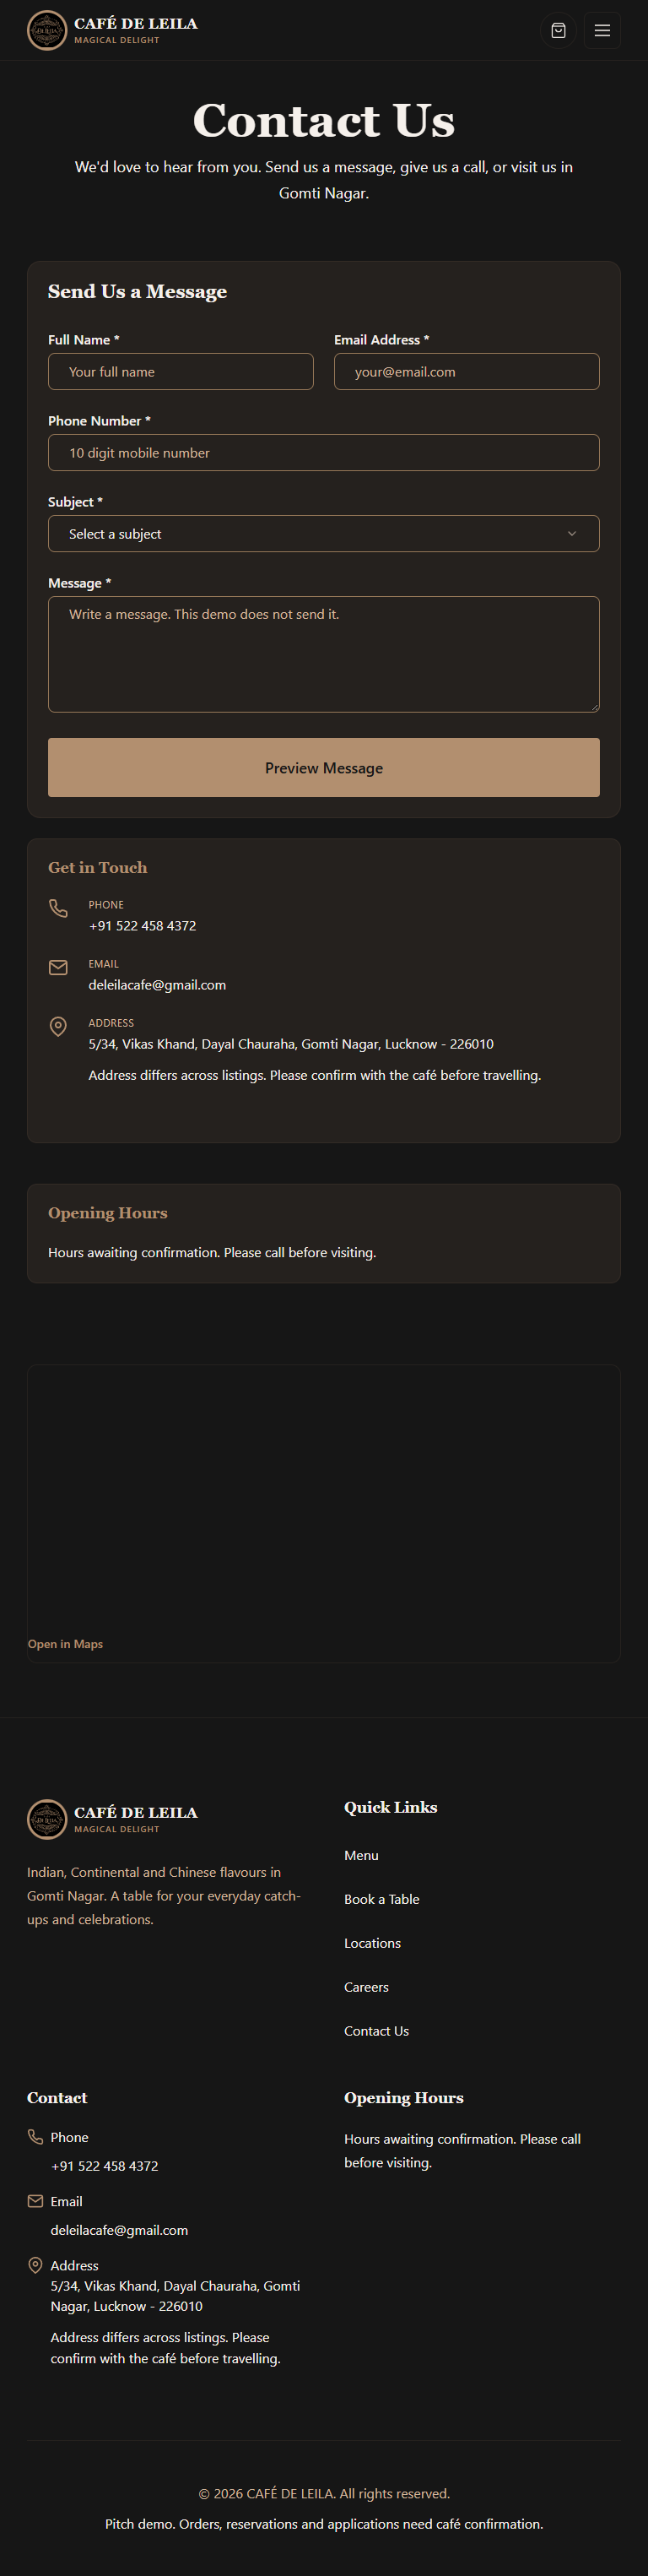 CAFÉ DE LEILA
MAGICAL DELIGHT
Contact Us
We'd love to hear from you. Send us a message, give us a call, or visit us in
Gomti Nagar.
Send Us a Message
Full Name *
Email Address *
Your full name
your@email.com
Phone Number *
10 digit mobile number
Subject *
Select a subject
Message *
Write a message. This demo does not send it.
Preview Message
Get in Touch
PHONE
+91 522 458 4372
EMAIL
deleilacafe@gmail.com
ADDRESS
5/34, Vikas Khand, Dayal Chauraha, Gomti Nagar, Lucknow - 226010
Address differs across listings. Please confirm with the café before travelling.
Opening Hours
Hours awaiting confirmation. Please call before visiting.
Open in Maps
CAFÉ DE LEILA
MAGICAL DELIGHT
Indian, Continental and Chinese flavours in
Gomti Nagar. A table for your everyday catch-
ups and celebrations.
Quick Links
Menu
Book a Table
Locations
Careers
Contact Us
Contact
Phone
+91 522 458 4372
Email
deleilacafe@gmail.com
Address
5/34, Vikas Khand, Dayal Chauraha, Gomti
Nagar, Lucknow - 226010
Address differs across listings. Please
confirm with the café before travelling.
Opening Hours
Hours awaiting confirmation. Please call
before visiting.
© 2026 CAFÉ DE LEILA. All rights reserved.
Pitch demo. Orders, reservations and applications need café confirmation.